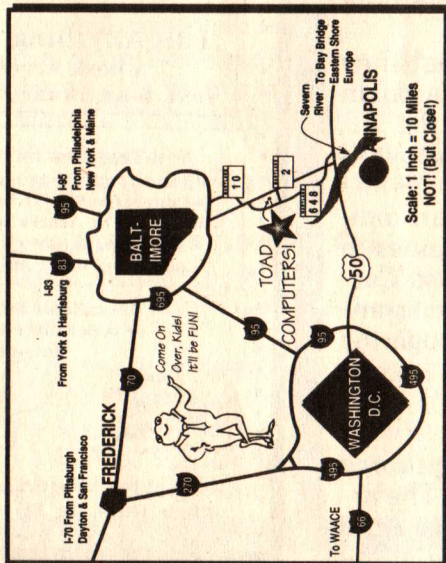 I-70 From Pittsburgh
Dayton & San Francisco
FREDERICK
70
270
I-83
From York & Harrisburg
83
I-95
From Philadelphia
New York & Maine
95
695
BALT-
IMORE
10
2
648
Come On
Over, Kids!
It'll be FUN!
TOAD
COMPUTERS!
Severn
River
To Bay Bridge
Eastern Shore
Europe
ANNAPOLIS
50
95
95
495
495
WASHINGTON
D.C.
66
To WAACE
Scale: 1 inch = 10 Miles
NOT! (But Close!)